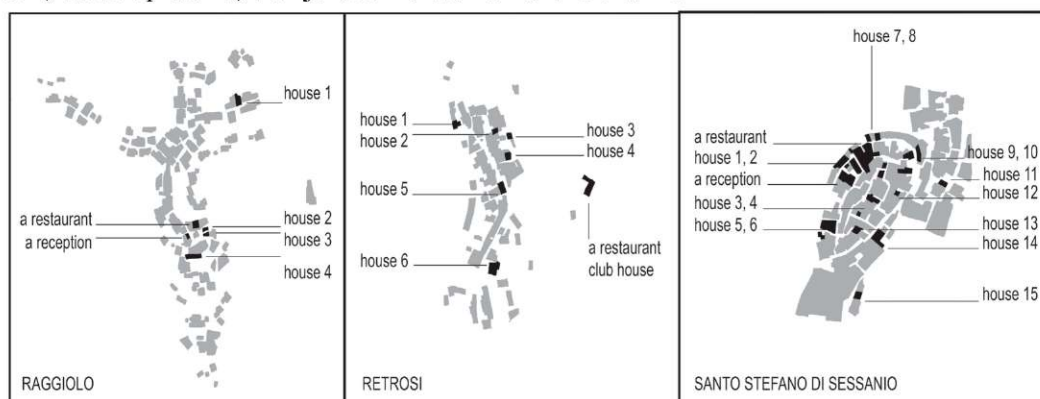 house 1
a restaurant
a reception
house 2
house 3
house 4
RAGGIOLO
house 1
house 2
house 3
house 4
house 5
house 6
a restaurant
club house
RETROSI
house 7, 8
a restaurant
house 1, 2
a reception
house 3, 4
house 5, 6
house 9, 10
house 11
house 12
house 13
house 14
house 15
SANTO STEFANO DI SESSANIO